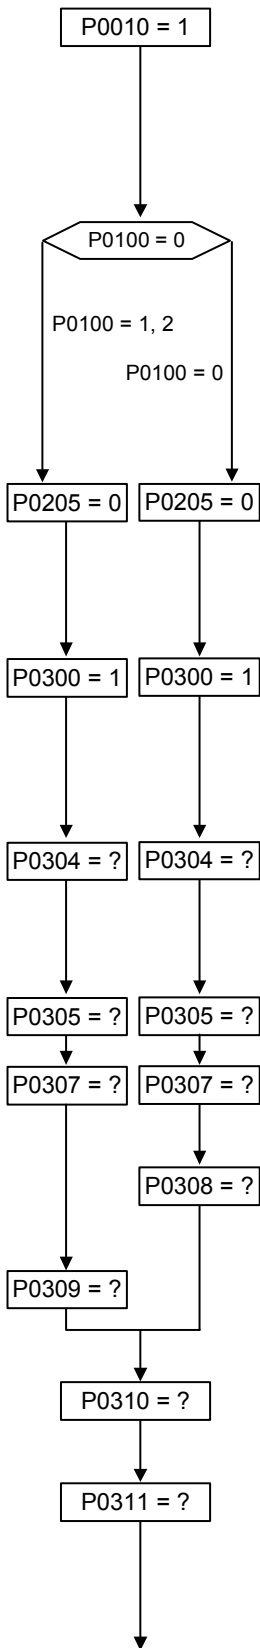 P0010 = 1
P0100 = 0
P0100 = 1, 2
P0100 = 0
P0205 = 0
P0205 = 0
P0300 = 1
P0300 = 1
P0304 = ?
P0304 = ?
P0305 = ?
P0305 = ?
P0307 = ?
P0307 = ?
P0308 = ?
P0309 = ?
P0310 = ?
P0311 = ?